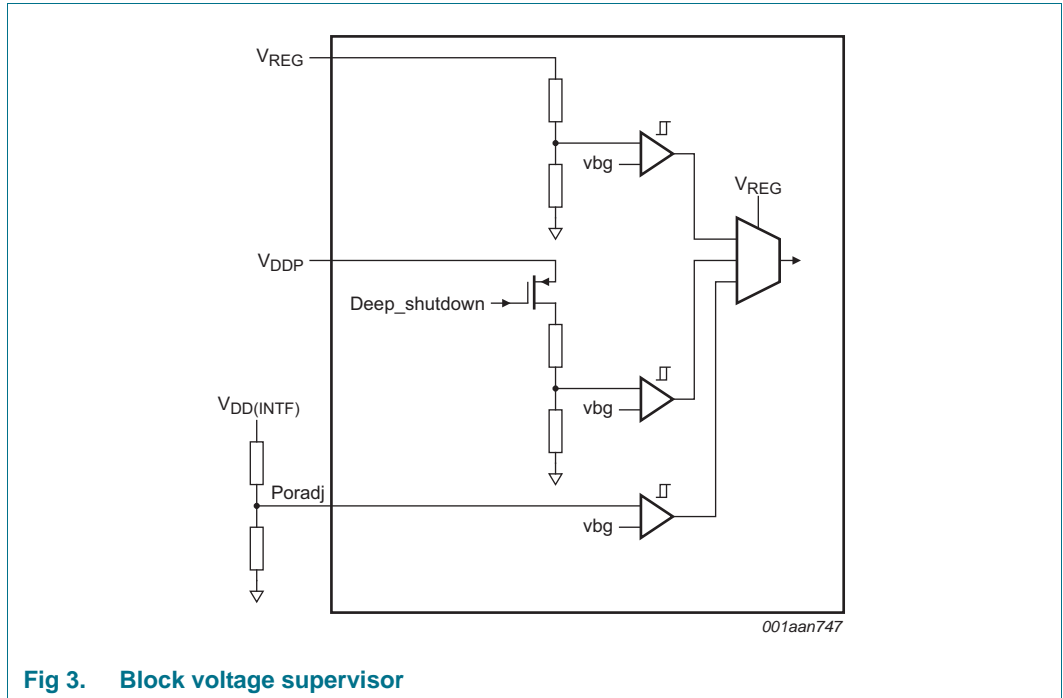 VREG
vbg
VREG
VDDP
Deep_shutdown
vbg
VDD(INTF)
Poradj
vbg
001aan747
Fig 3. Block voltage supervisor